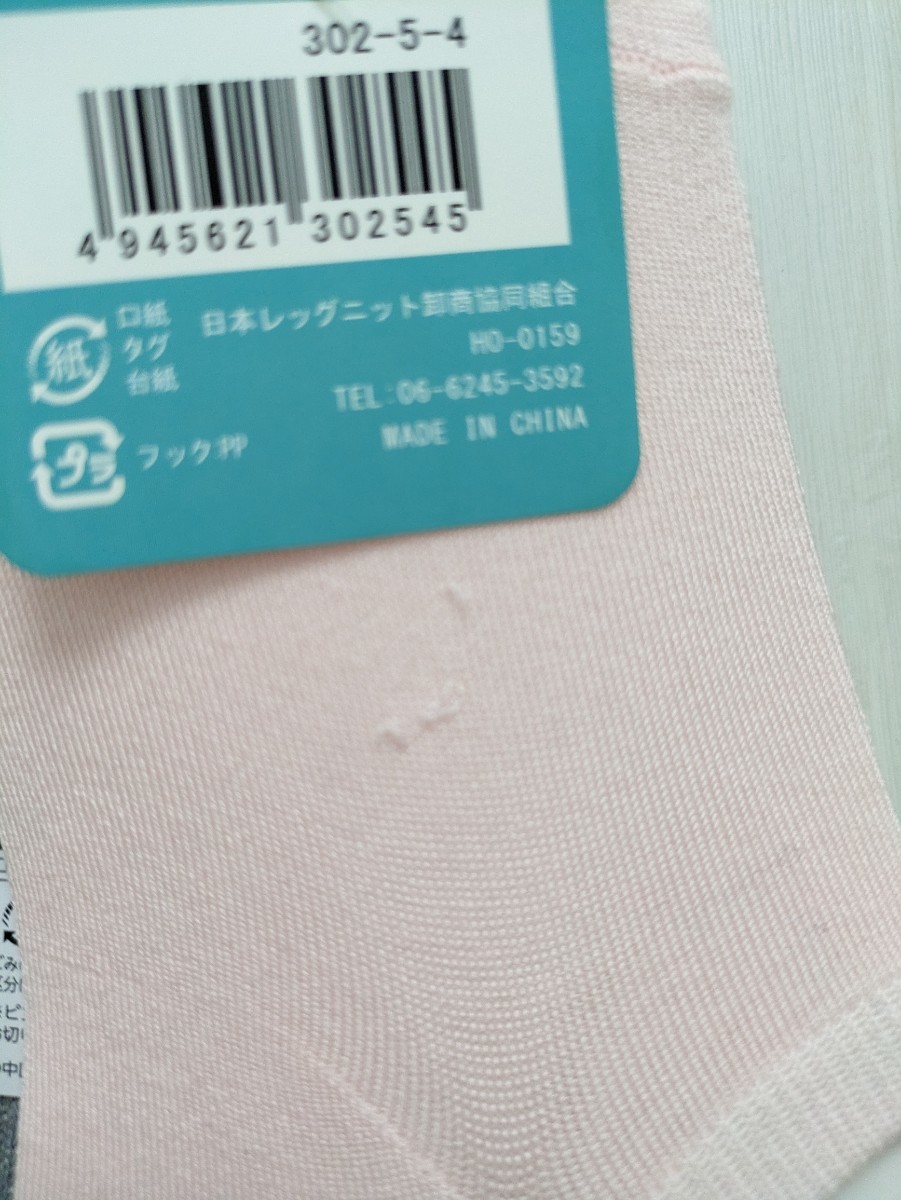 302-5-4
4 945621 302545
日本レッグニット卸商協同組合
HO-0159
TEL:06-6245-3592
MADE IN CHINA
紙
口紙
タグ
台紙
プラ
フック:PP